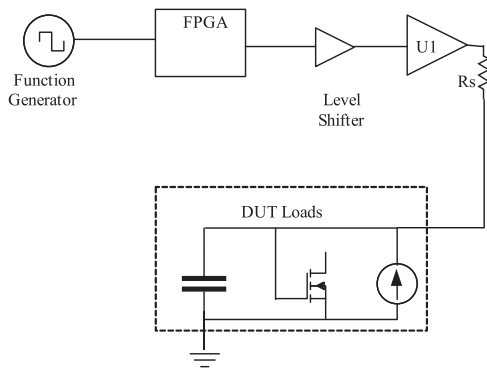 FPGA
Function
Generator
Level
Shifter
U1
Rs
DUT Loads